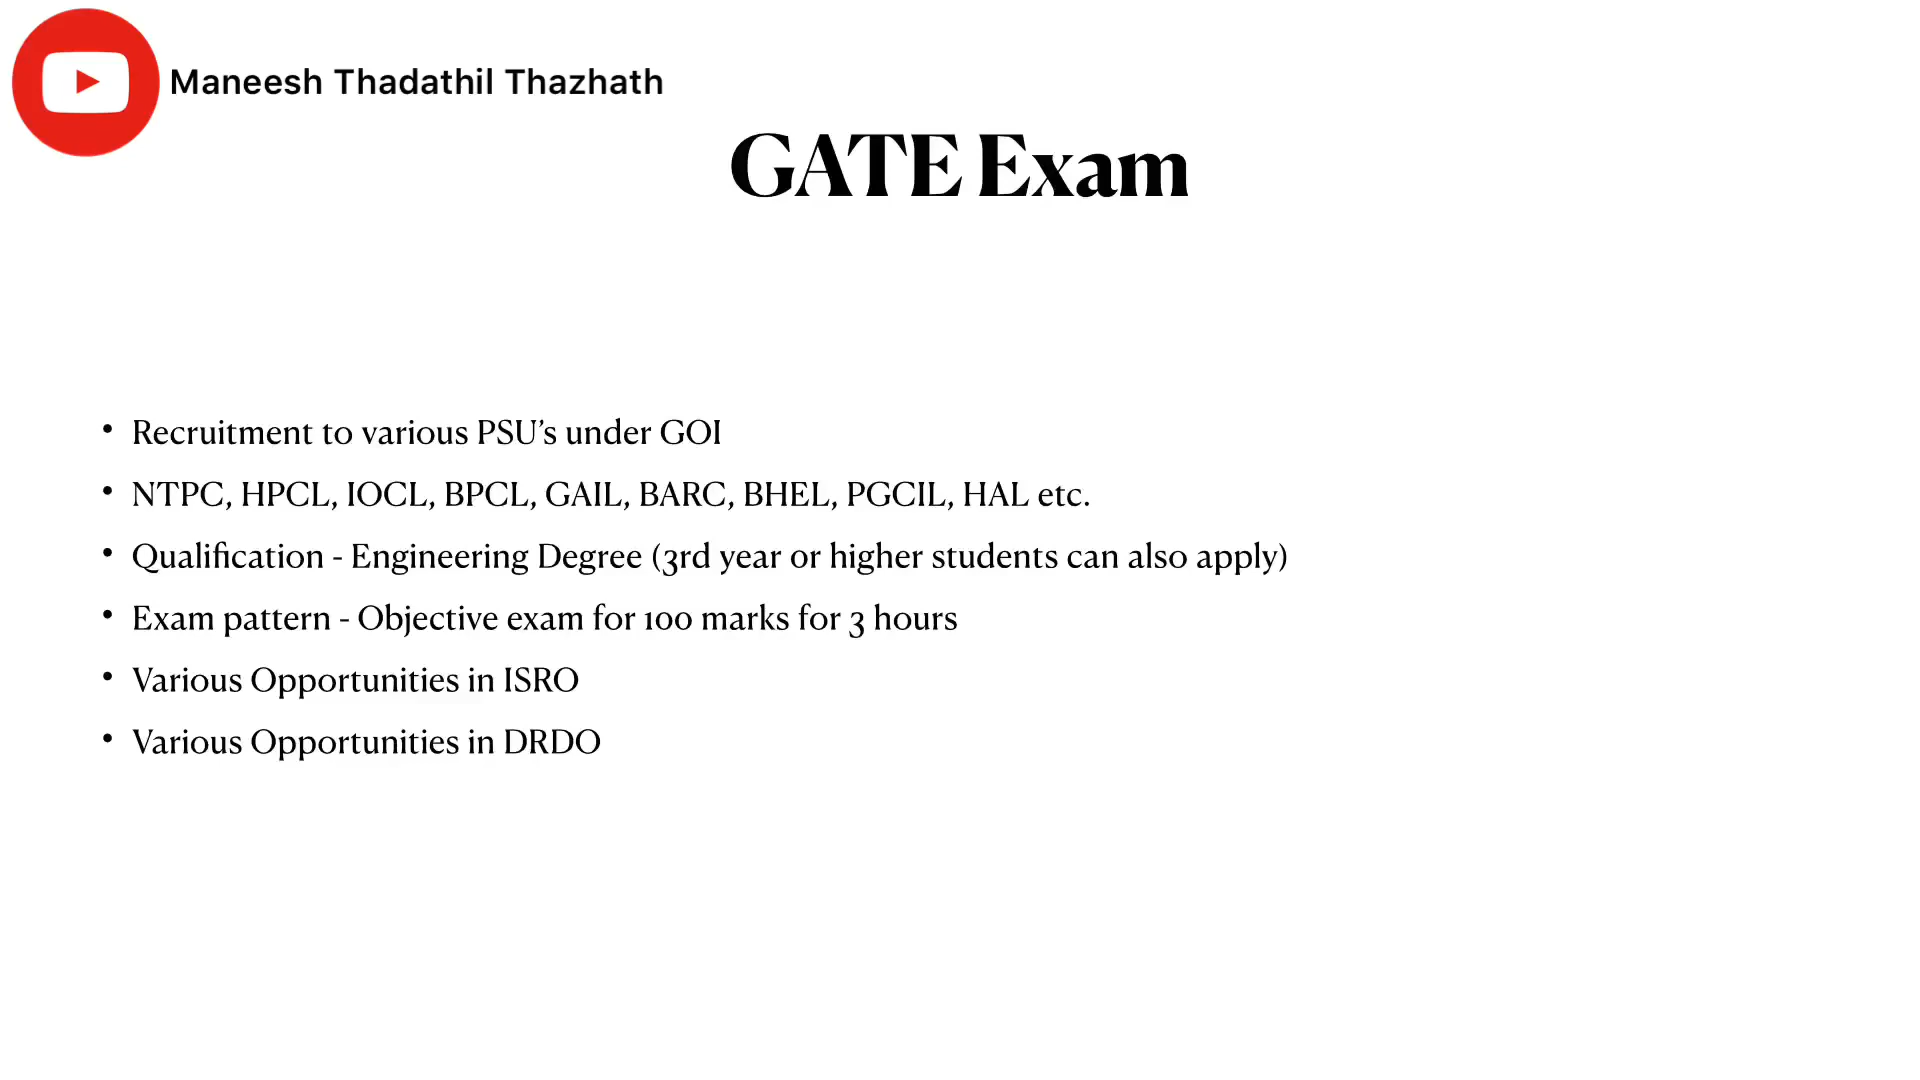 Maneesh Thadathil Thazhath
GATE Exam
• Recruitment to various PSU’s under GOI
• NTPC, HPCL, IOCL, BPCL, GAIL, BARC, BHEL, PGCIL, HAL etc.
• Qualification - Engineering Degree (3rd year or higher students can also apply)
• Exam pattern - Objective exam for 100 marks for 3 hours
• Various Opportunities in ISRO
• Various Opportunities in DRDO